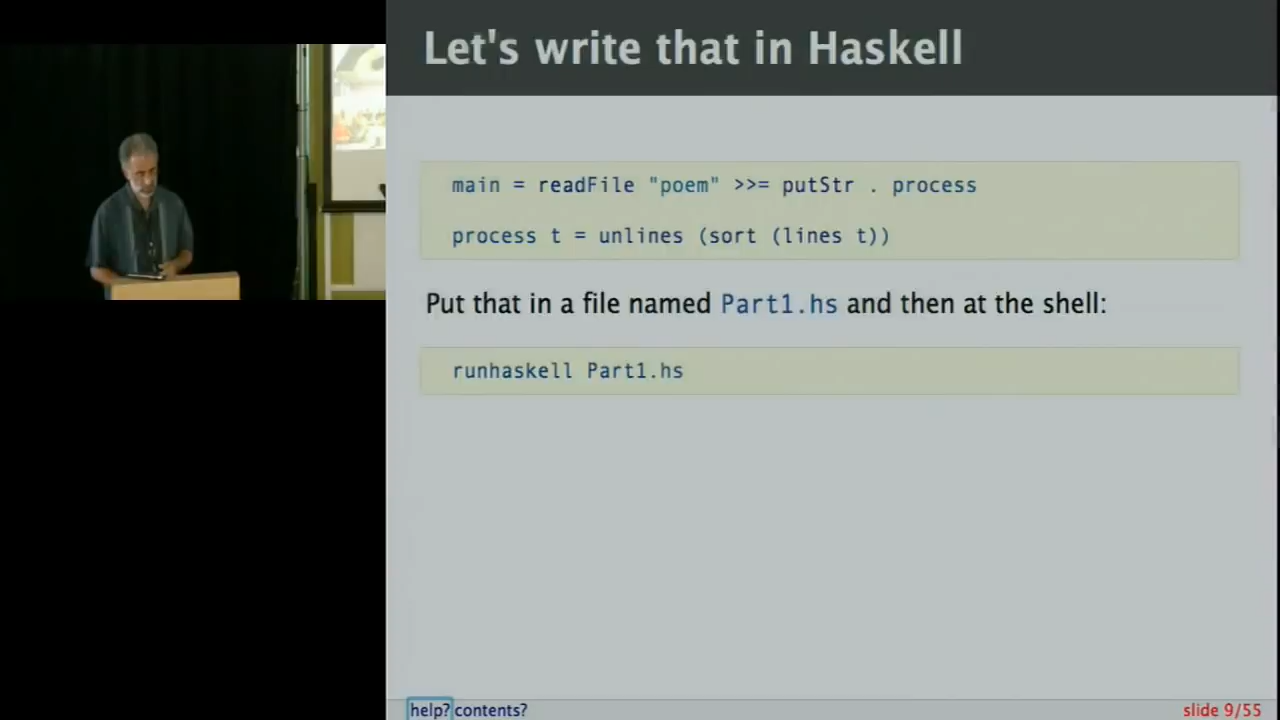 Let's write that in Haskell
main = readFile "poem" >>= putStr . process
process t = unlines (sort (lines t))
Put that in a file named Part1.hs and then at the shell:
runhaskell Part1.hs
help? contents?
slide 9/55